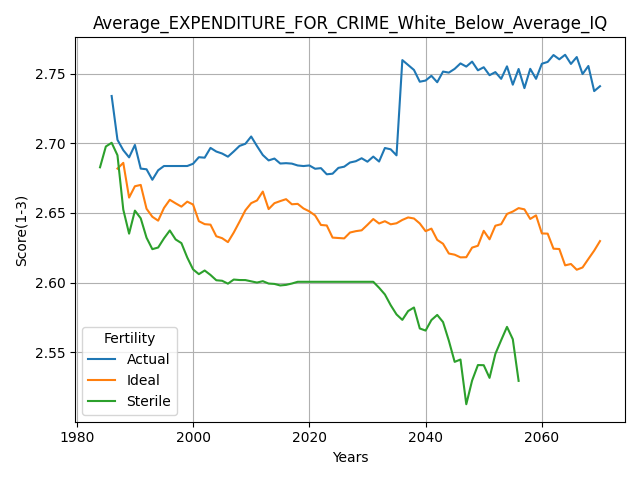 Average_EXPENDITURE_FOR_CRIME_White_Below_Average_IQ
Score(1-3)
2.75
2.70
2.65
2.60
2.55
Fertility
Actual
Ideal
Sterile
1980 2000 2020 2040 2060
Years